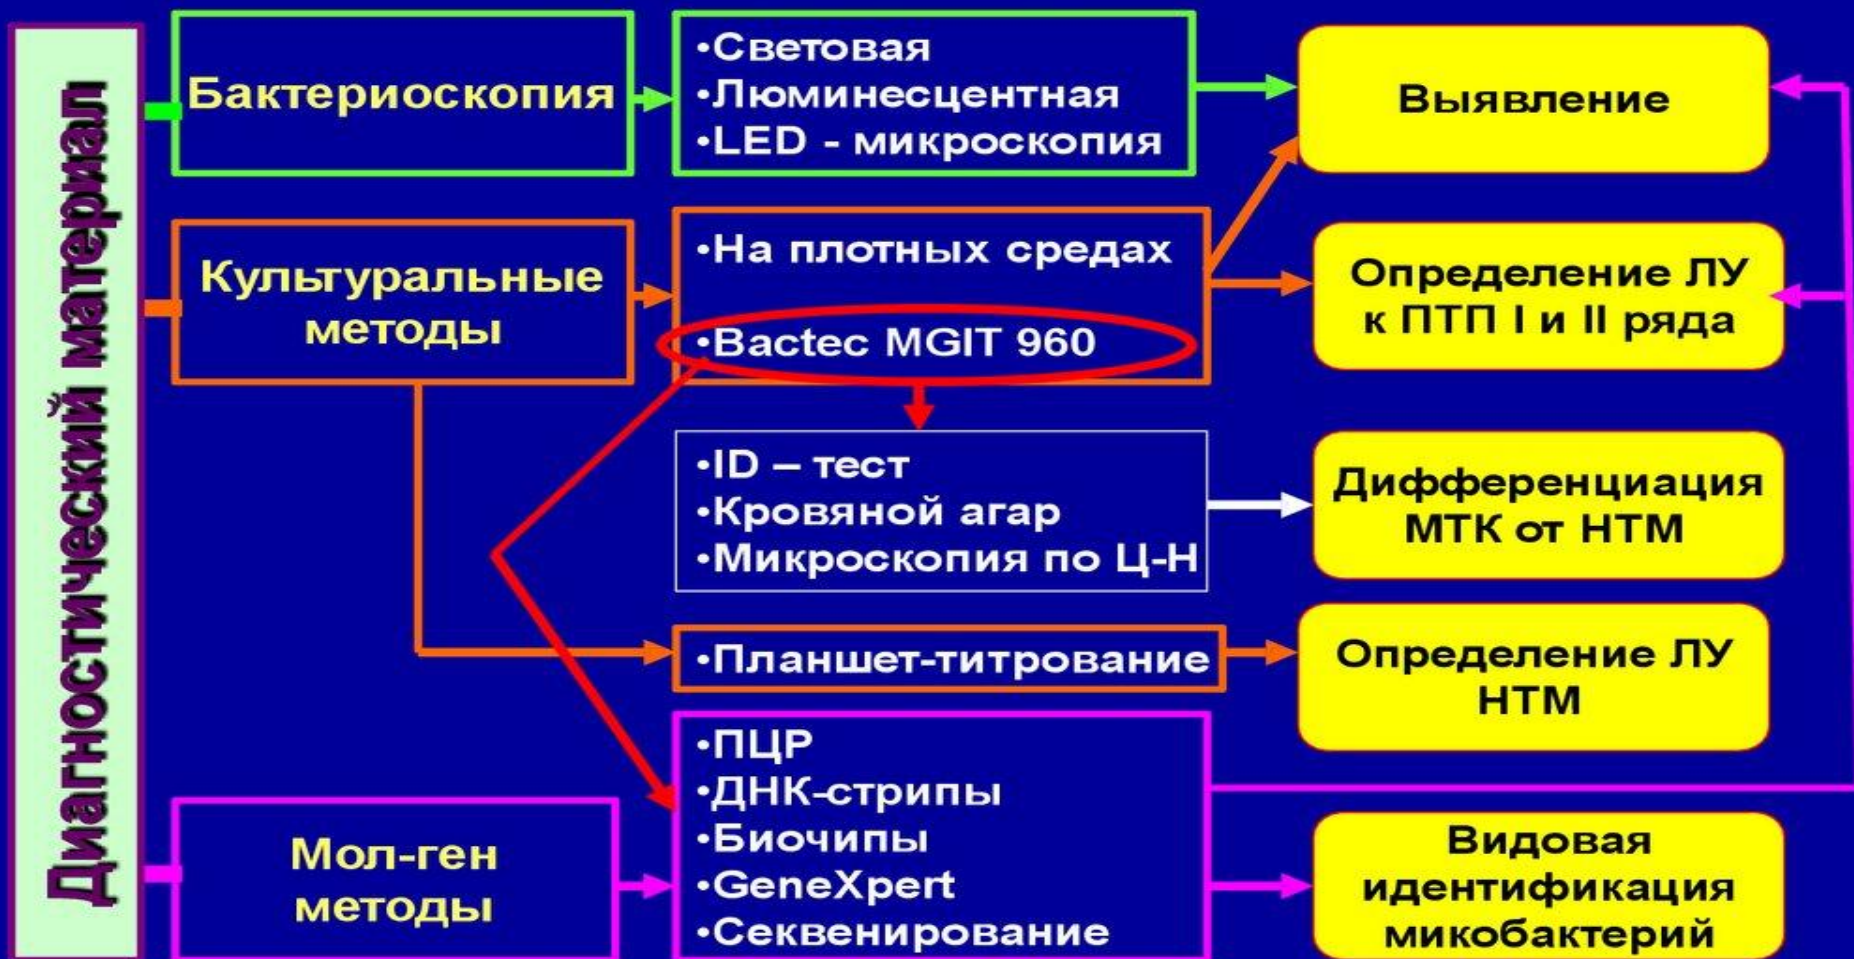 Диагностический материал
Бактериоскопия
•Световая
•Люминесцентная
•LED - микроскопия
Выявление
Культуральные
методы
•На плотных средах
•Bactec MGIT 960
Определение ЛУ
к ПТП I и II ряда
•ID – тест
•Кровяной агар
•Микроскопия по Ц-Н
Дифференциация
МТК от НТМ
•Планшет-титрование
Определение ЛУ
НТМ
Мол-ген
методы
•ПЦР
•ДНК-стрипы
•Биочипы
•GeneXpert
•Секвенирование
Видовая
идентификация
микобактерий